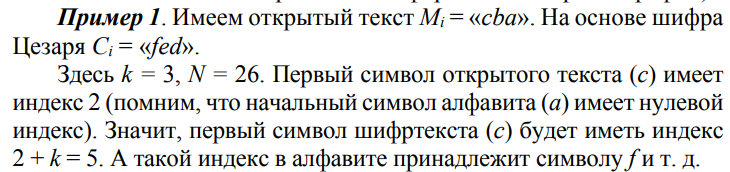 Пример 1. Имеем открытый текст Mi = «cba». На основе шифра
Цезаря Ci = «fed».
Здесь k = 3, N = 26. Первый символ открытого текста (c) имеет
индекс 2 (помним, что начальный символ алфавита (a) имеет нулевой
индекс). Значит, первый символ шифртекста (c) будет иметь индекс
2 + k = 5. А такой индекс в алфавите принадлежит символу f и т. д.